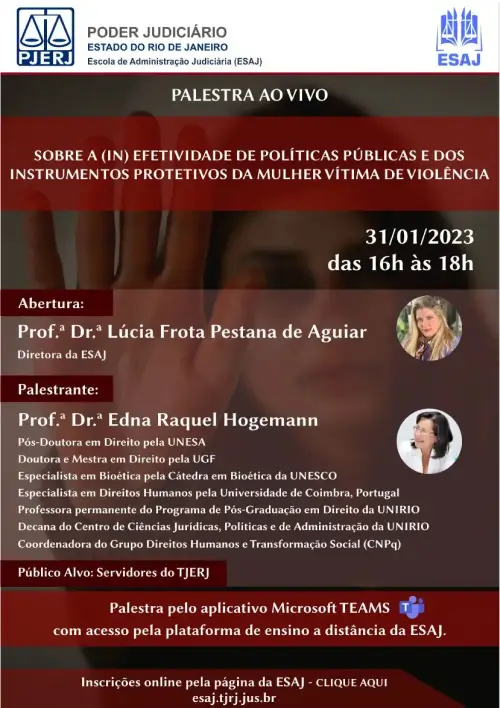 PJERJ
PODER JUDICIÁRIO
ESTADO DO RIO DE JANEIRO
Escola de Administração Judiciária (ESAJ)
ESAJ
PALESTRA AO VIVO
SOBRE A (IN) EFETIVIDADE DE POLÍTICAS PÚBLICAS E DOS
INSTRUMENTOS PROTETIVOS DA MULHER VÍTIMA DE VIOLÊNCIA
31/01/2023
das 16h às 18h
Abertura:
Prof.ª Dr.ª Lúcia Frota Pestana de Aguiar
Diretora da ESAJ
Palestrante:
Prof.ª Dr.ª Edna Raquel Hogemann
Pós-Doutora em Direito pela UNESA
Doutora e Mestra em Direito pela UGF
Especialista em Bioética pela Cátedra em Bioética da UNESCO
Especialista em Direitos Humanos pela Universidade de Coimbra, Portugal
Professora permanente do Programa de Pós-Graduação em Direito da UNIRIO
Decana do Centro de Ciências Jurídicas, Políticas e de Administração da UNIRIO
Coordenadora do Grupo Direitos Humanos e Transformação Social (CNPq)
Público Alvo: Servidores do TJERJ
Palestra pelo aplicativo Microsoft TEAMS
com acesso pela plataforma de ensino a distância da ESAJ.
Inscrições online pela página da ESAJ - CLIQUE AQUI
esaj.tjrj.jus.br